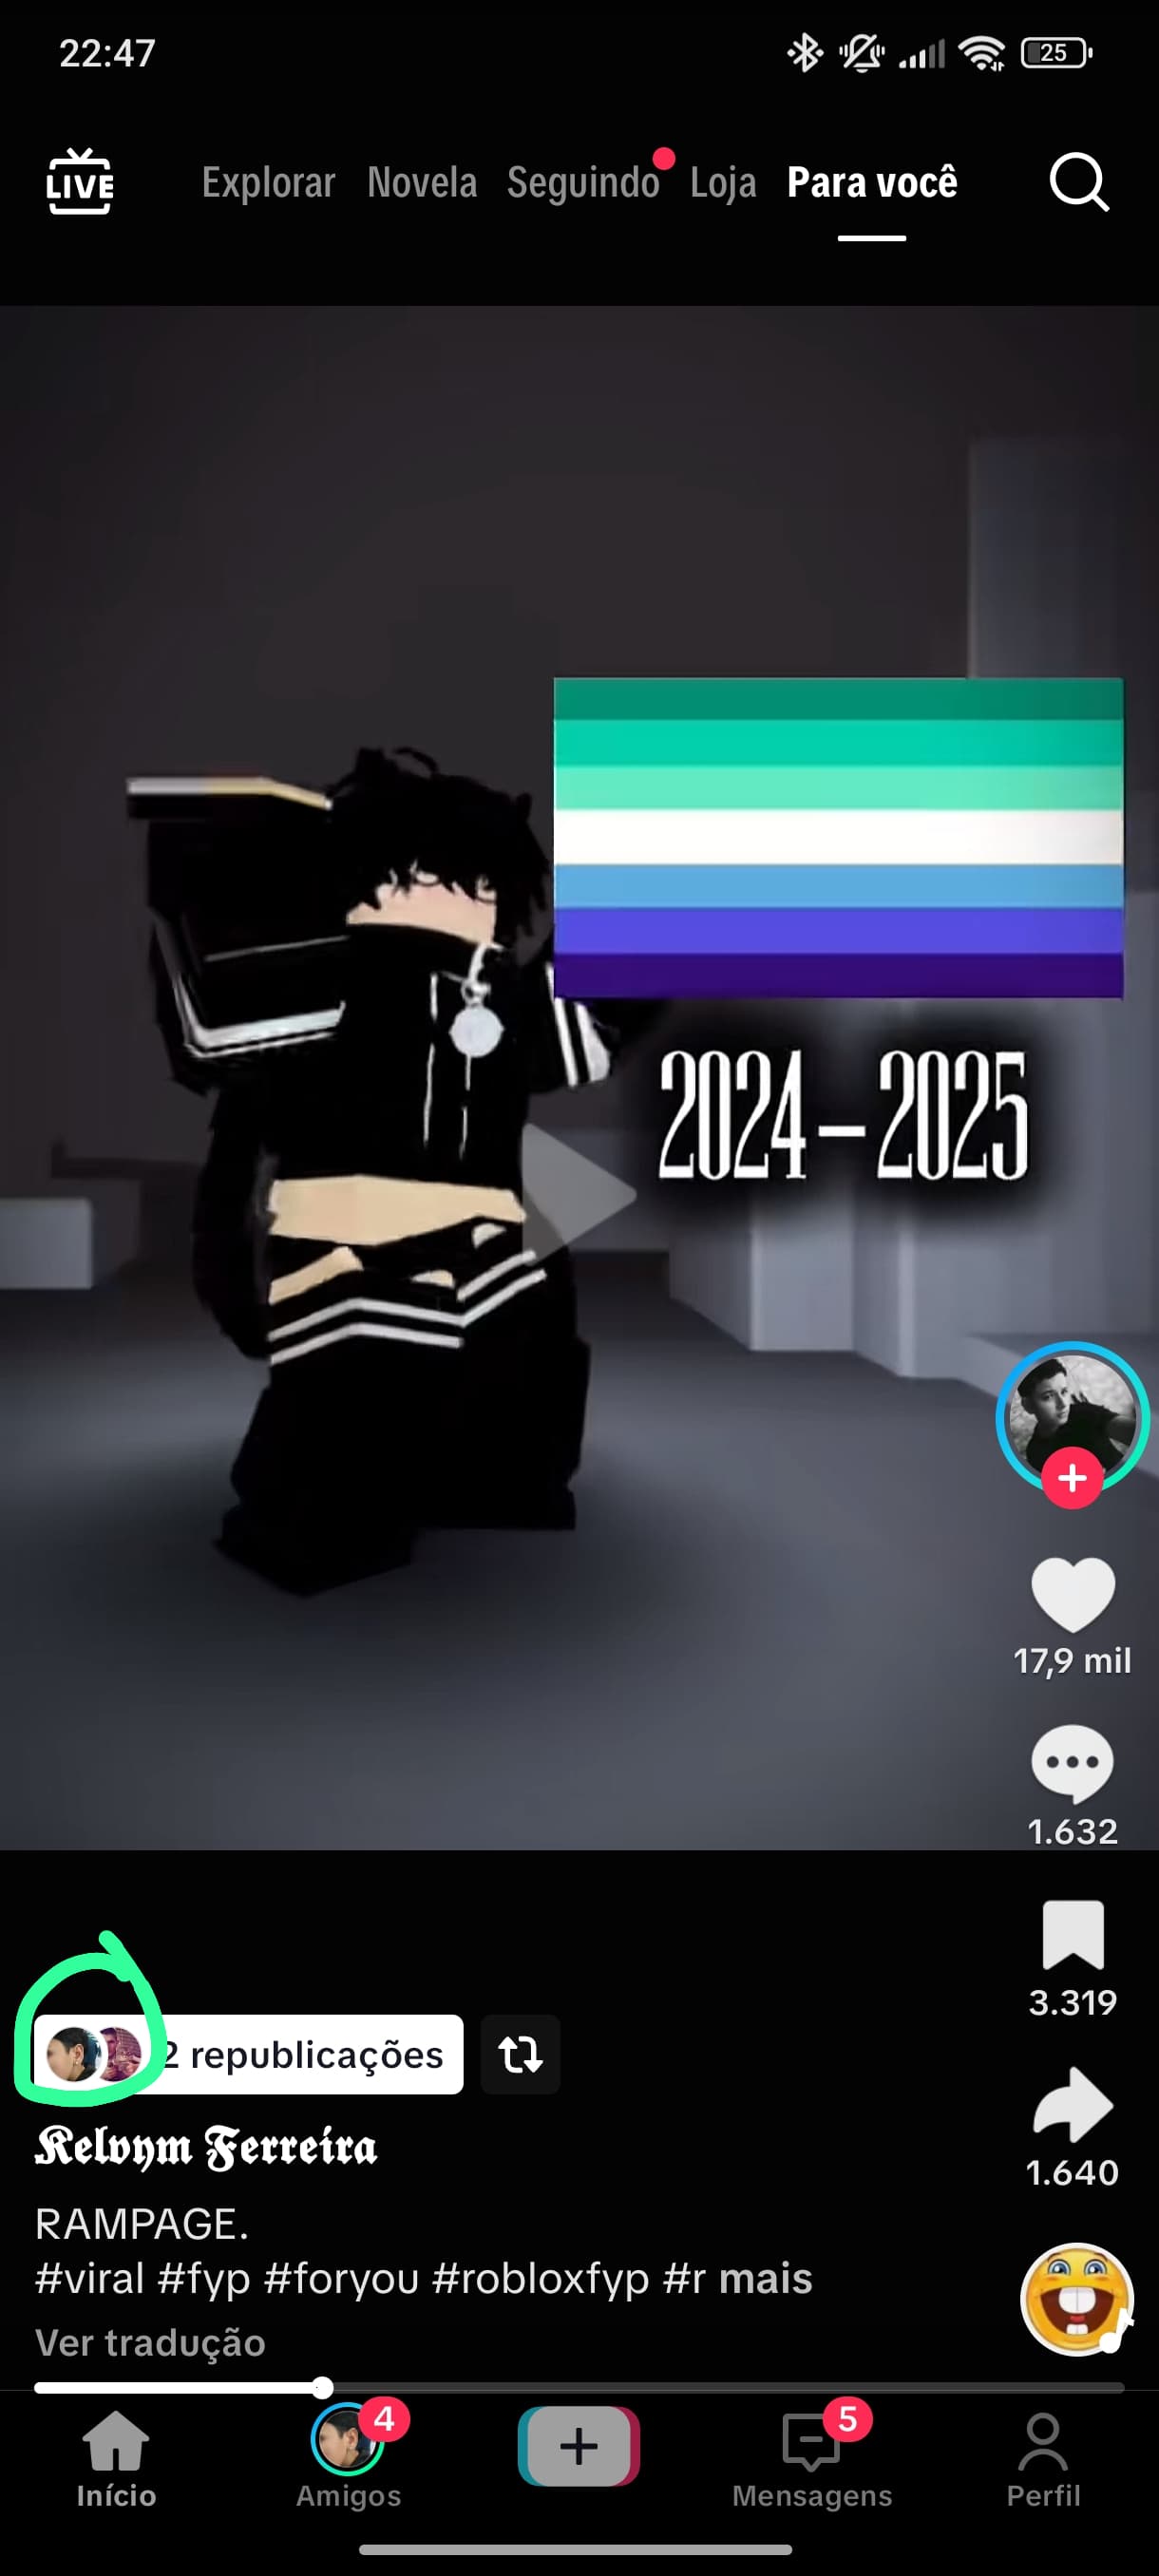 22:47
25
LIVE
Explorar Novela Seguindo Loja Para você
2024-2025
17,9 mil
1.632
3.319
2 republicações
Kelvym Ferreira
1.640
RAMPAGE.
#viral #fyp #foryou #robloxfyp #r mais
Ver tradução
4
5
Início Amigos Mensagens Perfil